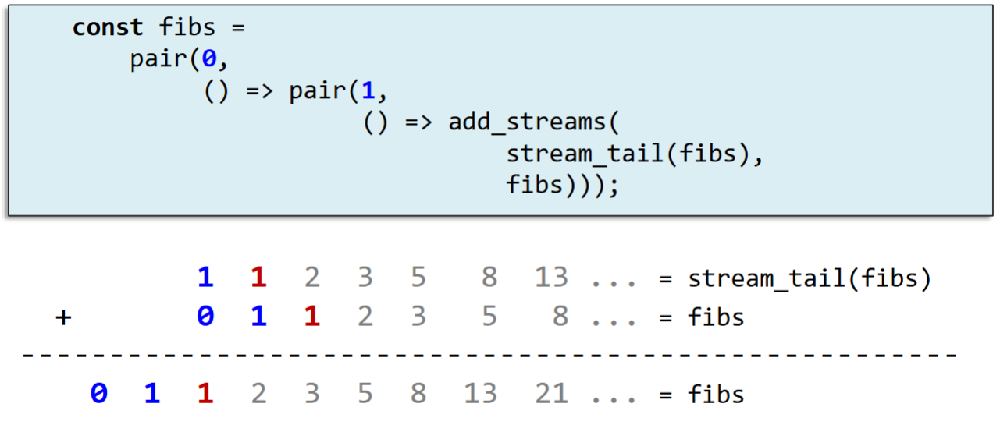 const fibs =
pair(0,
() => pair(1,
() => add_streams(
stream_tail(fibs),
fibs)));
1 1 2 3 5 8 13 ... = stream_tail(fibs)
+ 0 1 1 2 3 5 8 ... = fibs
-----------------------------------------------------
0 1 1 2 3 5 8 13 21 ... = fibs